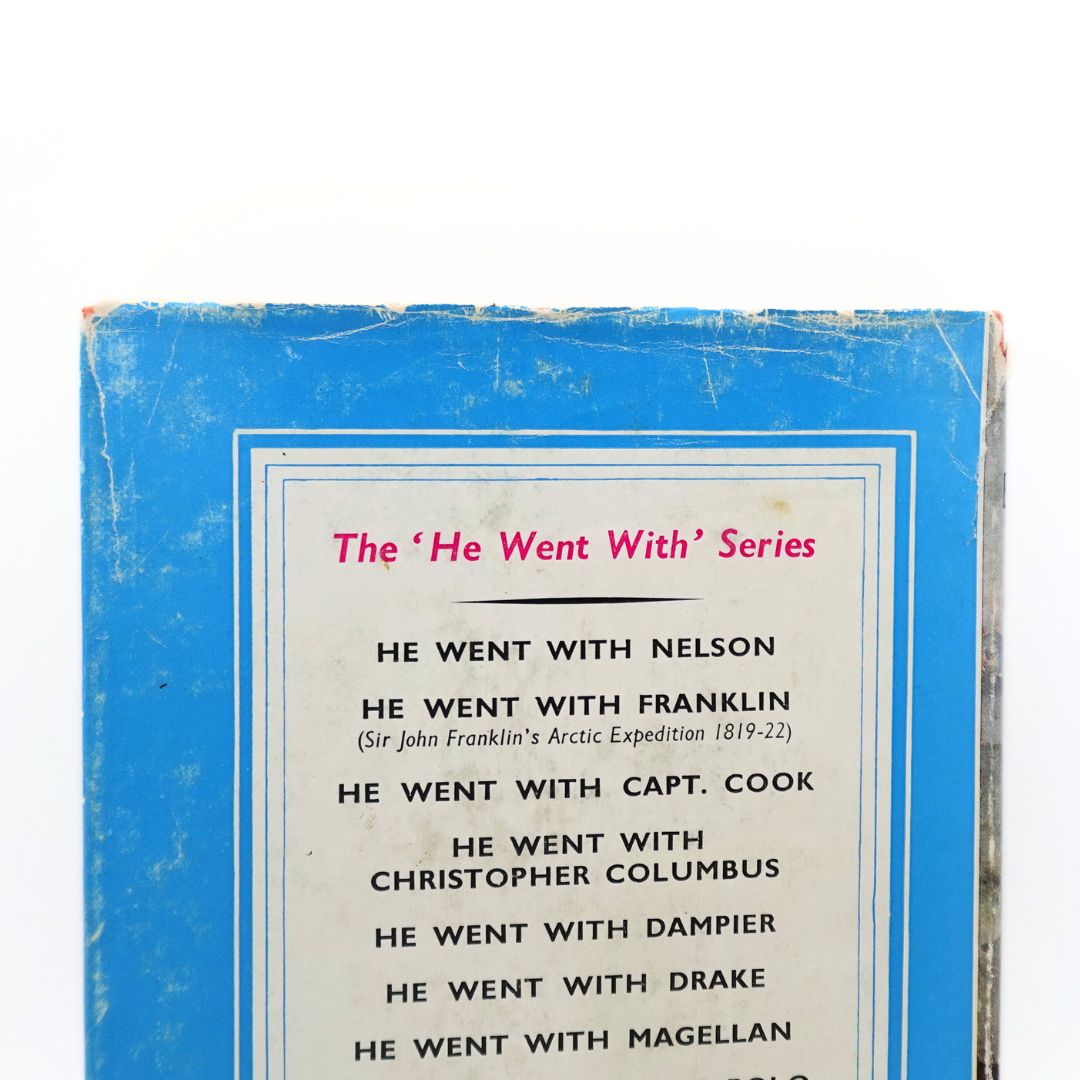 The ‘He Went With’ Series
HE WENT WITH NELSON
HE WENT WITH FRANKLIN
(Sir John Franklin's Arctic Expedition 1819-22)
HE WENT WITH CAPT. COOK
HE WENT WITH
CHRISTOPHER COLUMBUS
HE WENT WITH DAMPIER
HE WENT WITH DRAKE
HE WENT WITH MAGELLAN
POLO